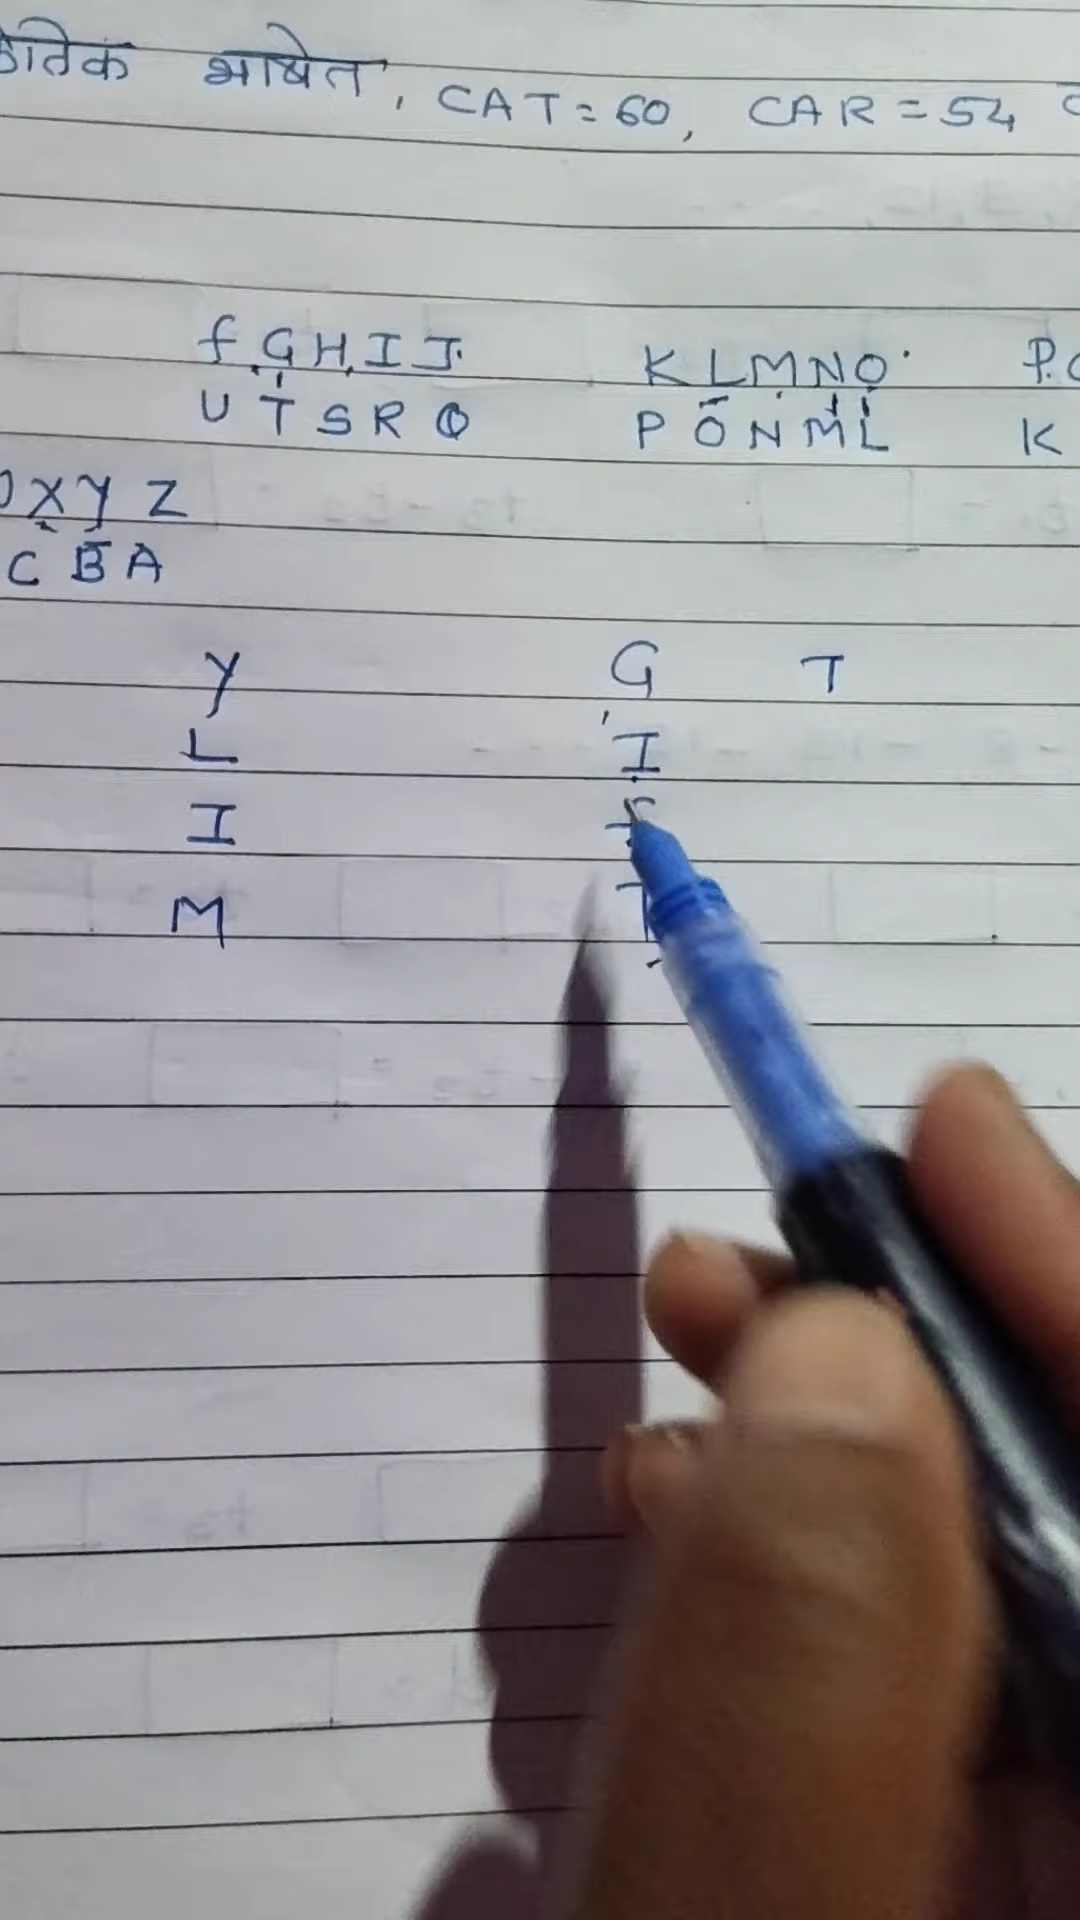 भाषेत, CAT = 60, CAR = 54
f G H I J K L M N O P.
U T S R Q P O N M L K
X Y Z
C B A
Y G T
L I
I F
M T